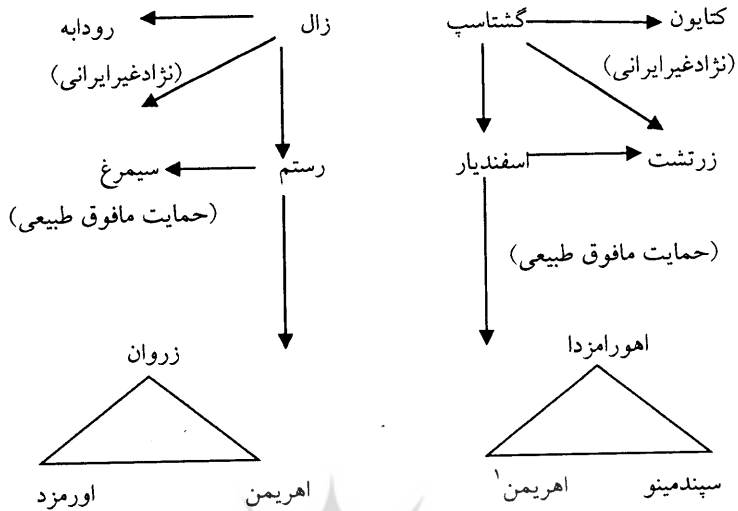 کتایون گشتاسپ زال رودابه
(نژادغیرایرانی) (نژادغیرایرانی)
زرتشت اسفندیار رستم سیمرغ
(حمایت مافوق طبیعی) (حمایت مافوق طبیعی)
اهورامزدا زروان
سپندمینو اهریمن۱ اهریمن اورمزد